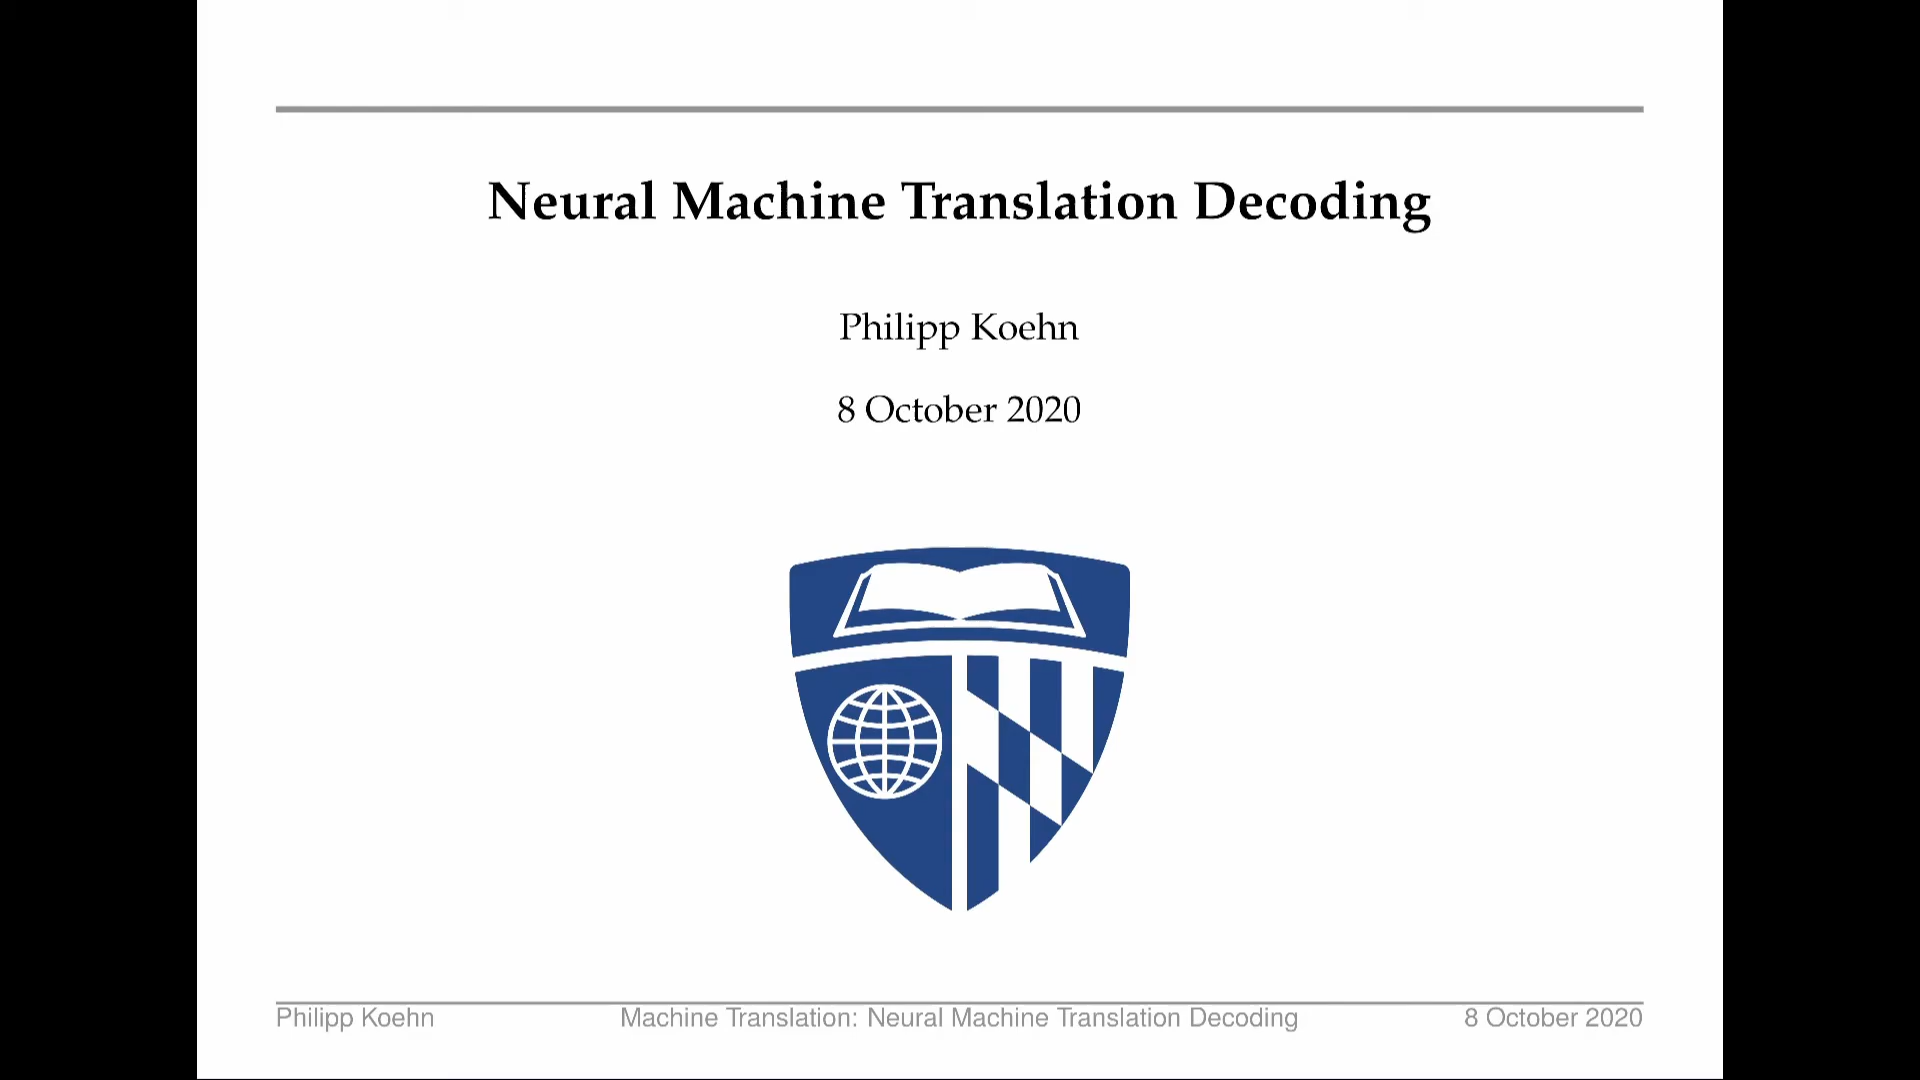 Neural Machine Translation Decoding
Philipp Koehn
8 October 2020
Philipp Koehn
Machine Translation: Neural Machine Translation Decoding
8 October 2020